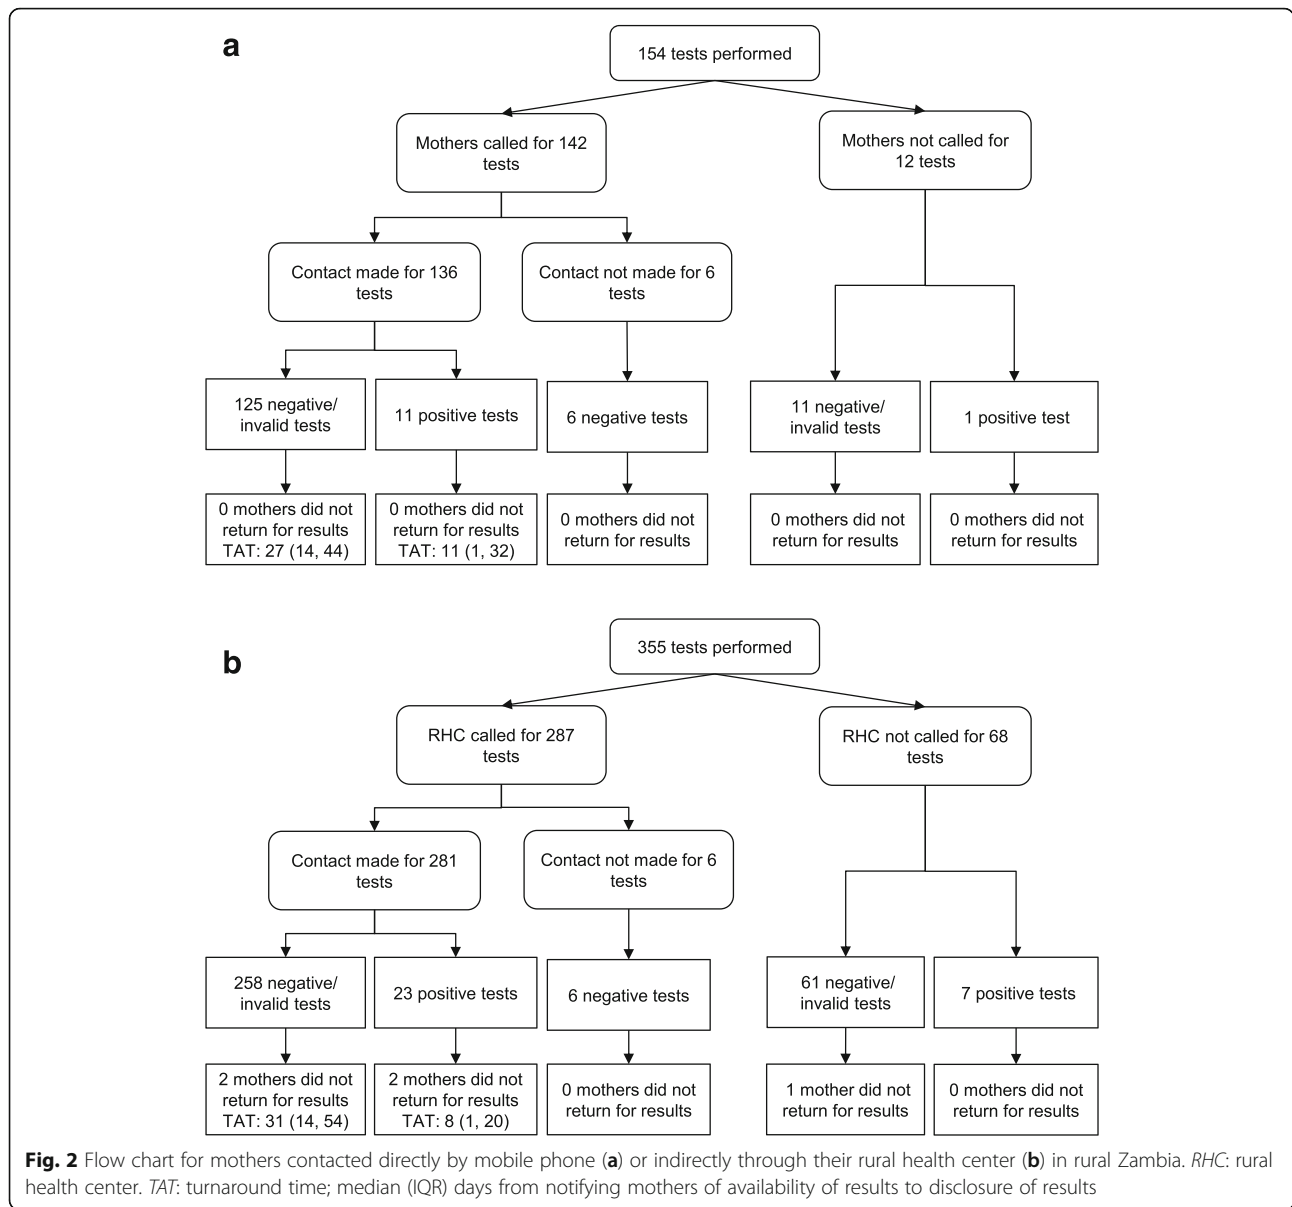 a
154 tests performed
Mothers called for 142
tests
Mothers not called for
12 tests
Contact made for 136
tests
Contact not made for 6
tests
125 negative/
invalid tests
11 positive tests
6 negative tests
11 negative/
invalid tests
1 positive test
0 mothers did not
return for results
TAT: 27 (14, 44)
0 mothers did not
return for results
TAT: 11 (1, 32)
0 mothers did not
return for results
0 mothers did not
return for results
0 mothers did not
return for results
b
355 tests performed
RHC called for 287
tests
RHC not called for 68
tests
Contact made for 281
tests
Contact not made for 6
tests
258 negative/
invalid tests
23 positive tests
6 negative tests
61 negative/
invalid tests
7 positive tests
2 mothers did not
return for results
TAT: 31 (14, 54)
2 mothers did not
return for results
TAT: 8 (1, 20)
0 mothers did not
return for results
1 mother did not
return for results
0 mothers did not
return for results
Fig. 2 Flow chart for mothers contacted directly by mobile phone (a) or indirectly through their rural health center (b) in rural Zambia. RHC: rural
health center. TAT: turnaround time; median (IQR) days from notifying mothers of availability of results to disclosure of results